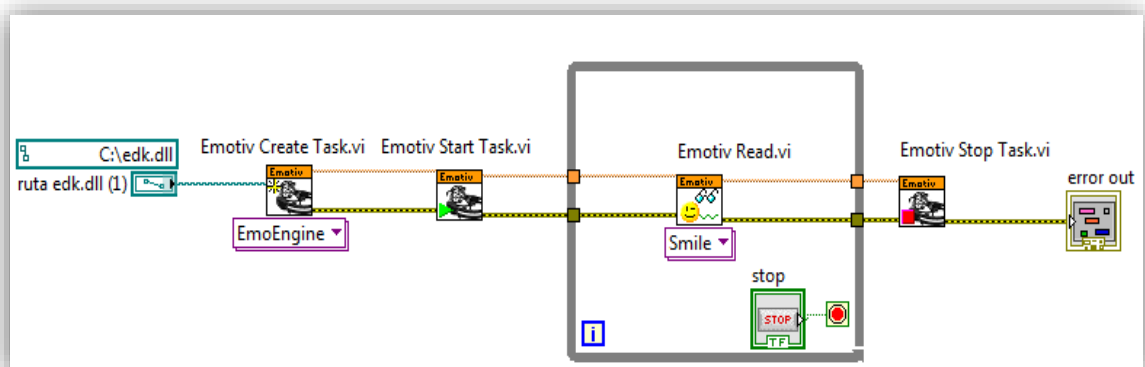 C:\edk.dll
ruta edk.dll (1)
Emotiv Create Task.vi
Emotiv
EmoEngine
Emotiv Start Task.vi
Emotiv
Emotiv Read.vi
Emotiv
Smile
stop
STOP
TF
i
Emotiv Stop Task.vi
Emotiv
error out